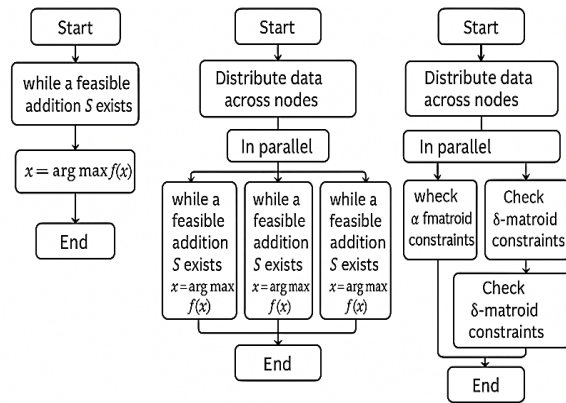 Start
while a feasible
addition S exists
x = arg max f(x)
End
Start
Distribute data
across nodes
In parallel
while a
feasible
addition
S exists
x = arg max
f(x)
while a
feasible
addition
S exists
x = arg max
f(x)
while a
feasible
addition
S exists
x = arg max
f(x)
End
Start
Distribute data
across nodes
In parallel
wheck
α fmatroid
constraints
Check
δ-matroid
constraints
Check
δ-matroid
constraints
End